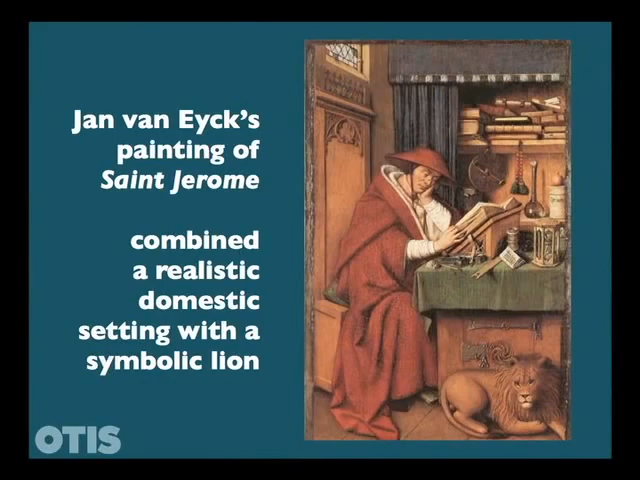 Jan van Eyck's
painting of
Saint Jerome
combined
a realistic
domestic
setting with a
symbolic lion
OTIS